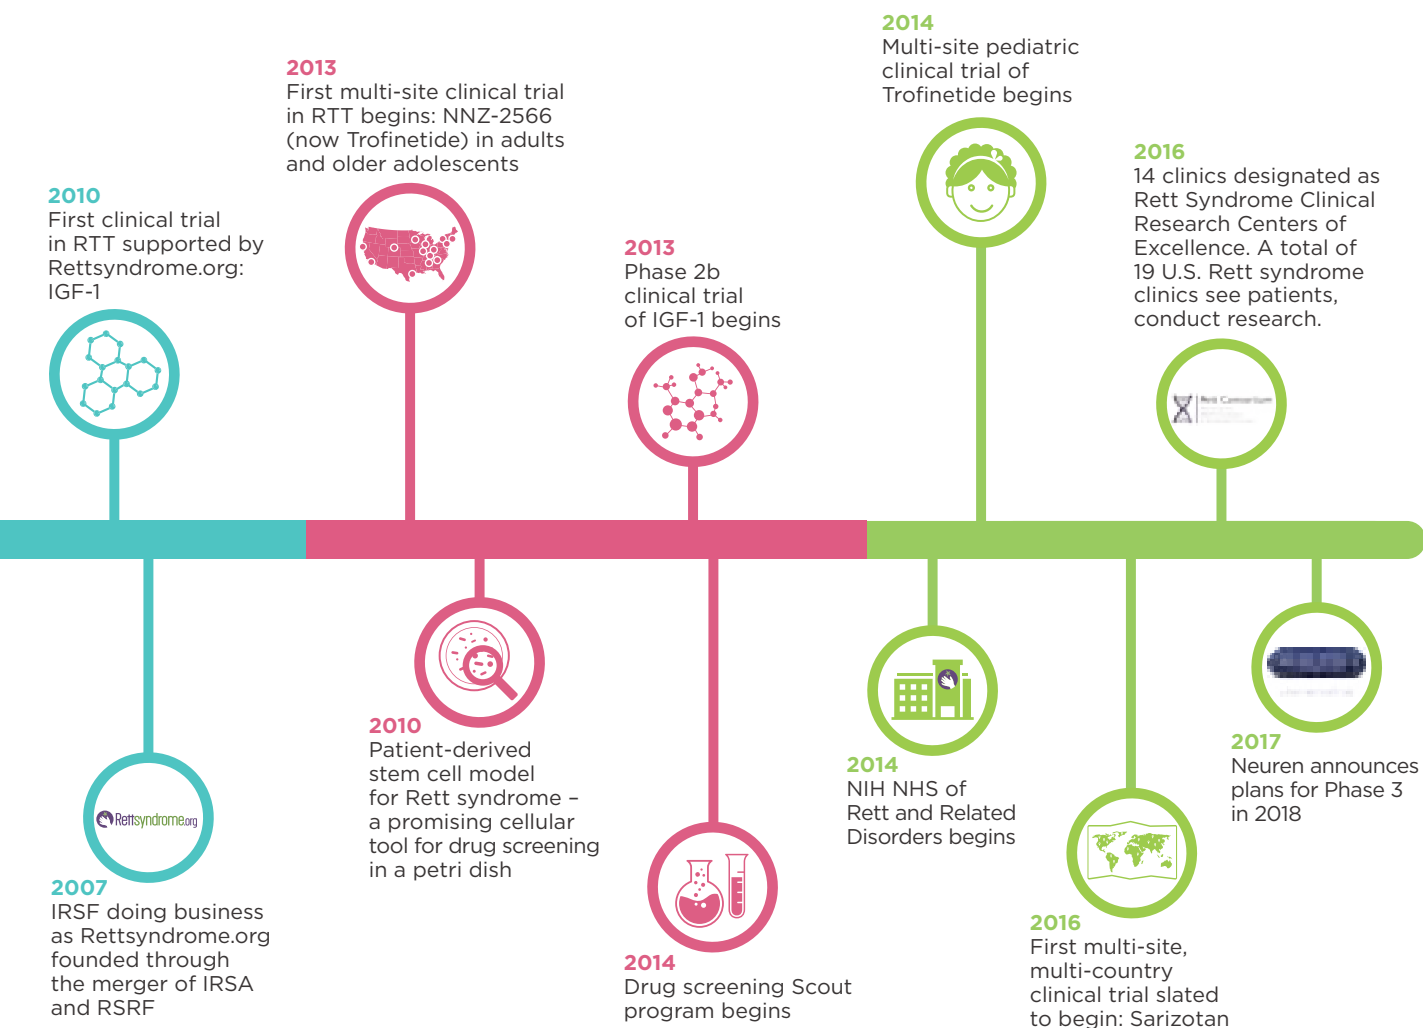 2014
Multi-site pediatric
clinical trial of
Trofinetide begins
2013
First multi-site clinical trial
in RTT begins: NNZ-2566
(now Trofinetide) in adults
and older adolescents
2016
14 clinics designated as
Rett Syndrome Clinical
Research Centers of
Excellence. A total of
19 U.S. Rett syndrome
clinics see patients,
conduct research.
2010
First clinical trial
in RTT supported by
Rettsyndrome.org:
IGF-1
2013
Phase 2b
clinical trial
of IGF-1 begins
Rett Consortium
Rettsyndrome.org
2007
IRSF doing business
as Rettsyndrome.org
founded through
the merger of IRSA
and RSRF
2010
Patient-derived
stem cell model
for Rett syndrome –
a promising cellular
tool for drug screening
in a petri dish
2014
Drug screening Scout
program begins
2014
NIH NHS of
Rett and Related
Disorders begins
2016
First multi-site,
multi-country
clinical trial slated
to begin: Sarizotan
2017
Neuren announces
plans for Phase 3
in 2018